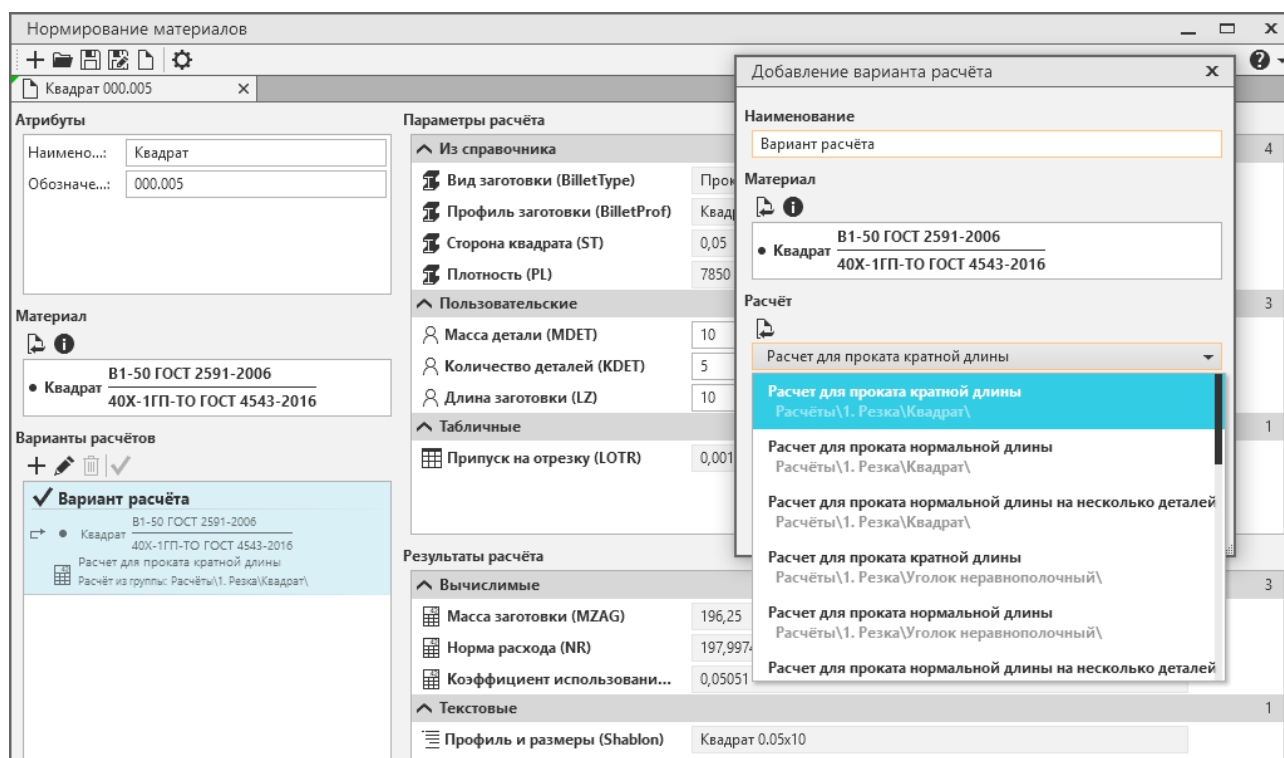 Нормирование материалов
Квадрат 000.005
Атрибуты
Наимено...: Квадрат
Обозначе...: 000.005
Материал
Квадрат
В1-50 ГОСТ 2591-2006
40Х-1ГП-ТО ГОСТ 4543-2016
Варианты расчётов
Вариант расчёта
Квадрат
В1-50 ГОСТ 2591-2006
40Х-1ГП-ТО ГОСТ 4543-2016
Расчет для проката кратной длины
Расчёт из группы: Расчёты\1. Резка\Квадрат\
Параметры расчёта
Из справочника 4
Вид заготовки (BilletType)
Профиль заготовки (BilletProf)
Сторона квадрата (ST) 0,05
Плотность (PL) 7850
Пользовательские 3
Масса детали (MDET) 10
Количество деталей (KDET) 5
Длина заготовки (LZ) 10
Табличные 1
Припуск на отрезку (LOTR) 0,001
Результаты расчёта
Вычислимые 3
Масса заготовки (MZAG) 196,25
Норма расхода (NR) 197,9974
Коэффициент использовани... 0,05051
Текстовые 1
Профиль и размеры (Shablon) Квадрат 0.05x10
Добавление варианта расчёта
Наименование
Вариант расчёта
Материал
Квадрат
В1-50 ГОСТ 2591-2006
40Х-1ГП-ТО ГОСТ 4543-2016
Расчёт
Расчет для проката кратной длины
Расчет для проката кратной длины
Расчёты\1. Резка\Квадрат\
Расчет для проката нормальной длины
Расчёты\1. Резка\Квадрат\
Расчет для проката нормальной длины на несколько деталей
Расчёты\1. Резка\Квадрат\
Расчет для проката кратной длины
Расчёты\1. Резка\Уголок неравнополочный\
Расчет для проката нормальной длины
Расчёты\1. Резка\Уголок неравнополочный\
Расчет для проката нормальной длины на несколько деталей